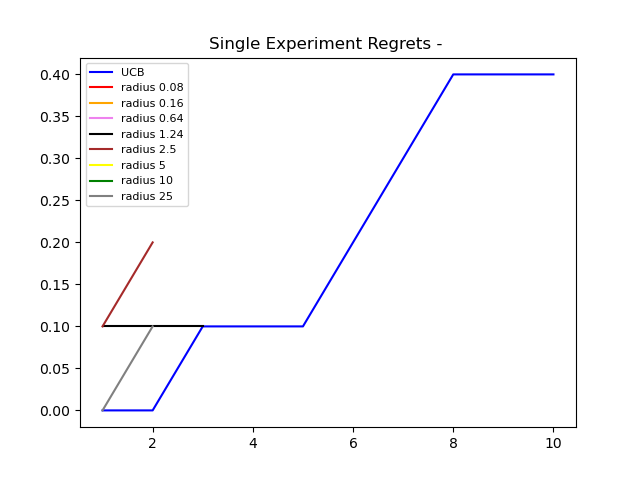 Single Experiment Regrets -
UCB
radius 0.08
radius 0.16
radius 0.64
radius 1.24
radius 2.5
radius 5
radius 10
radius 25
0.40
0.35
0.30
0.25
0.20
0.15
0.10
0.05
0.00
2 4 6 8 10